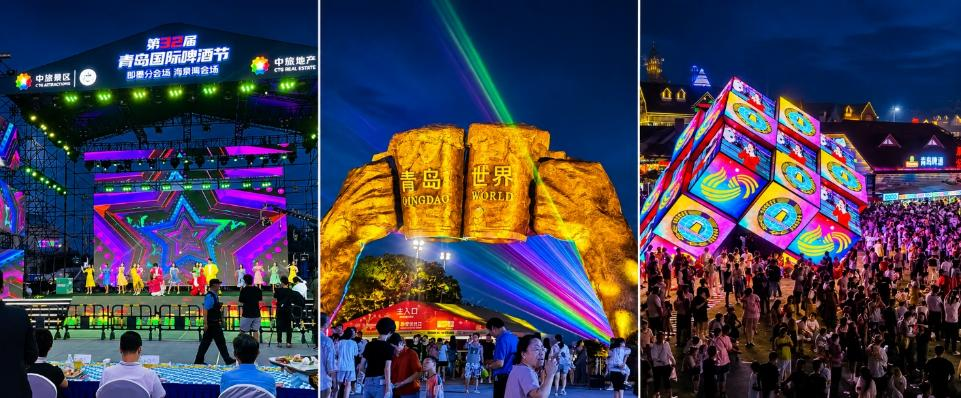 第32届
青岛国际啤酒节
即墨分会场 海泉湾会场
中旅景区
CTG ATTRACTIONS
中旅地产
CTG REAL ESTATE
青岛 世界
QINGDAO WORLD
主入口
青岛啤酒